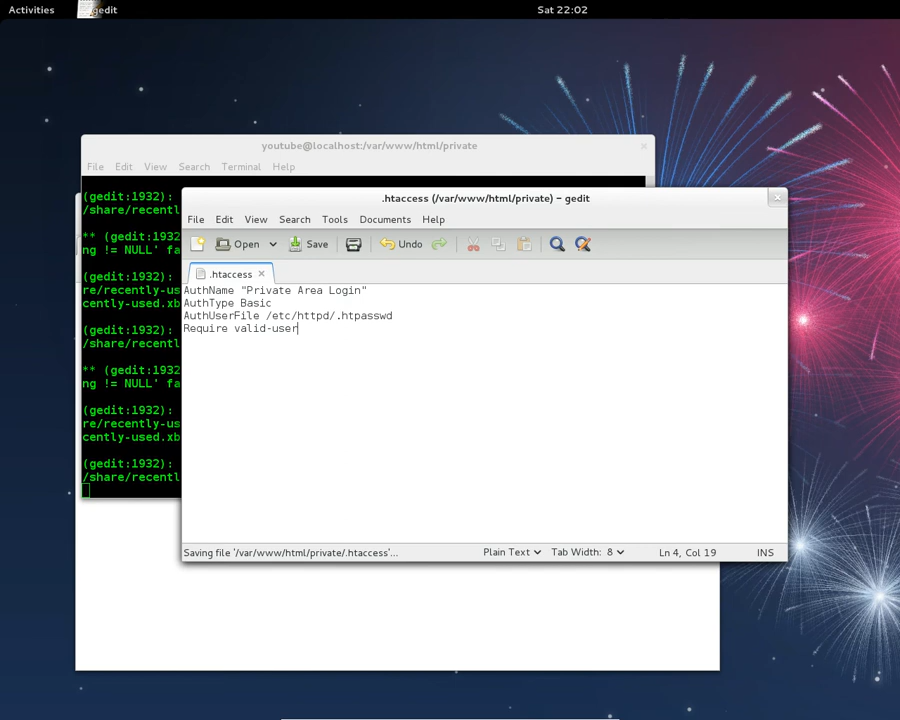 Activities gedit Sat 22:02
youtube@localhost:/var/www/html/private
File Edit View Search Terminal Help
(gedit:1932):
/share/recentl
** (gedit:1932)
ng != NULL' fa
(gedit:1932):
re/recently-us
cently-used.xb
(gedit:1932):
/share/recentl
** (gedit:1932)
ng != NULL' fa
(gedit:1932):
re/recently-us
cently-used.xb
(gedit:1932):
/share/recentl
.htaccess (/var/www/html/private) - gedit
File Edit View Search Tools Documents Help
Open Save Undo
.htaccess
AuthName "Private Area Login"
AuthType Basic
AuthUserFile /etc/httpd/.htpasswd
Require valid-user
Saving file '/var/www/html/private/.htaccess'... Plain Text Tab Width: 8 Ln 4, Col 19 INS